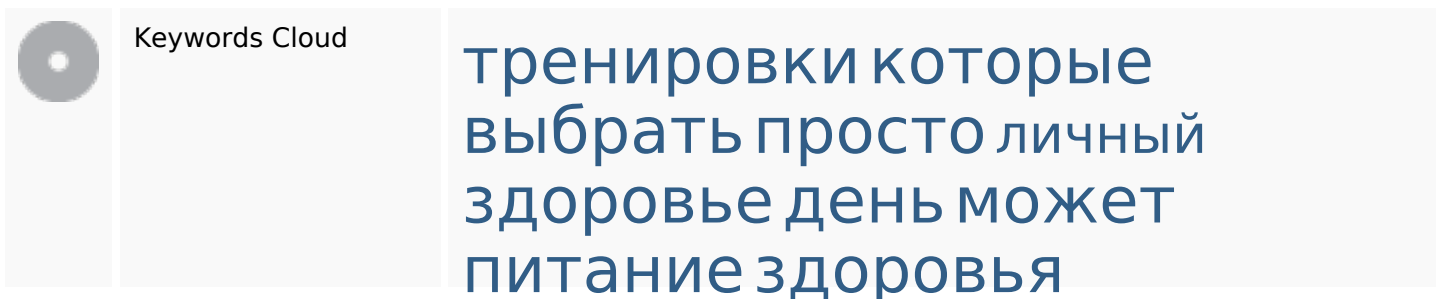 Keywords Cloud
тренировки которые
выбрать просто личный
здоровье день может
питание здоровья